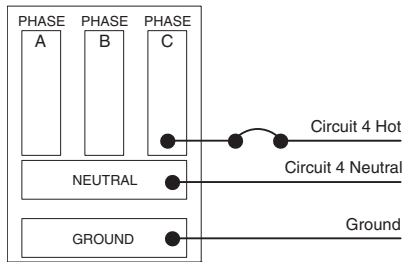 PHASE PHASE PHASE
A B C
Circuit 4 Hot
Circuit 4 Neutral
NEUTRAL
Ground
GROUND